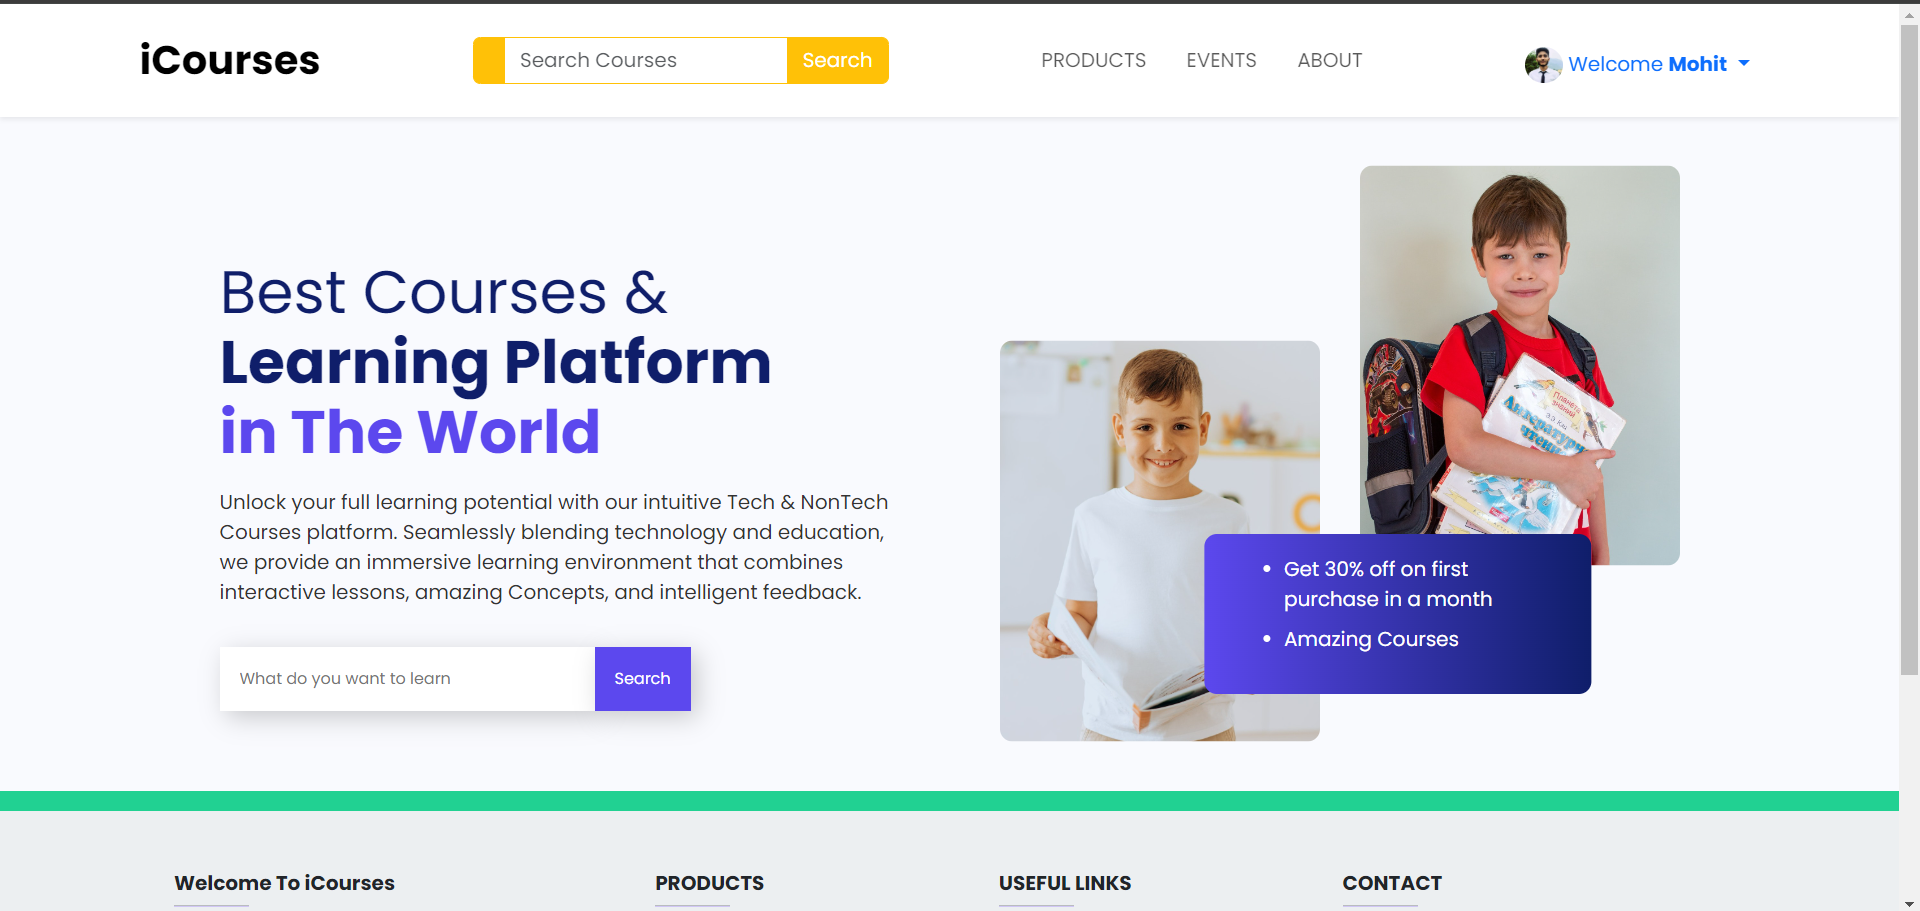 iCourses
Search Courses
Search
PRODUCTS
EVENTS
ABOUT
Welcome Mohit
Best Courses &
Learning Platform
in The World
Unlock your full learning potential with our intuitive Tech & NonTech
Courses platform. Seamlessly blending technology and education,
we provide an immersive learning environment that combines
interactive lessons, amazing Concepts, and intelligent feedback.
What do you want to learn
Search
Планета
знаний
• Get 30% off on first
purchase in a month
• Amazing Courses
Welcome To iCourses
PRODUCTS
USEFUL LINKS
CONTACT